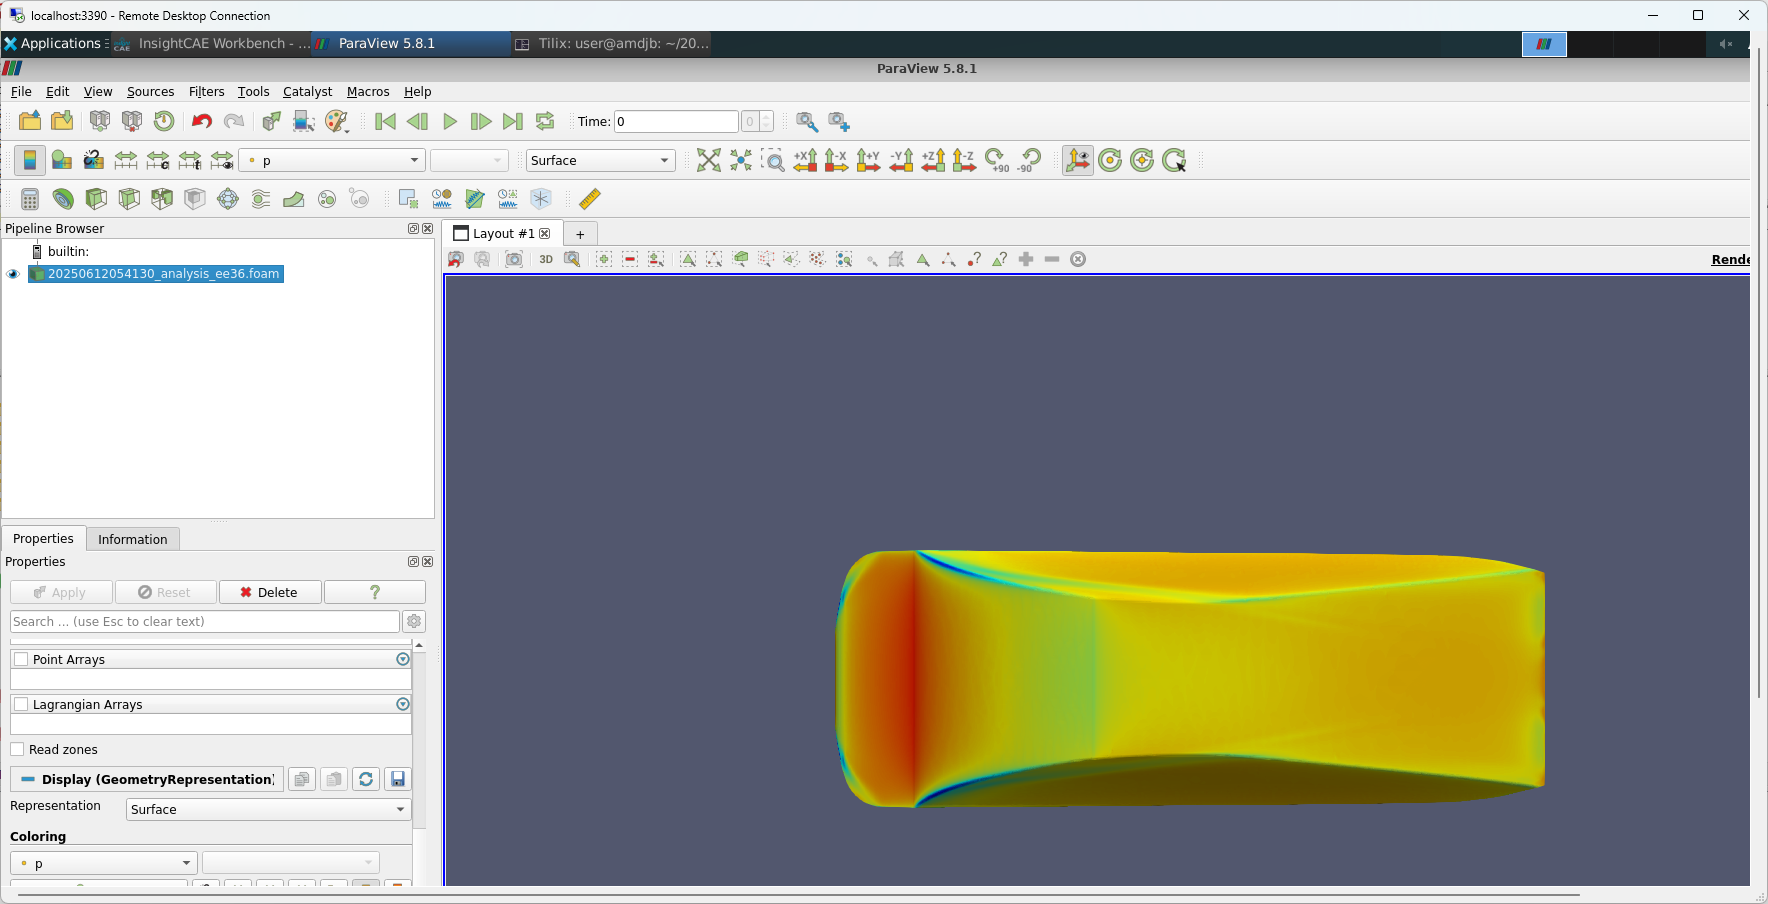 localhost:3390 - Remote Desktop Connection
Applications
InsightCAE Workbench - ...
ParaView 5.8.1
Tilix: user@amdjb: ~/20...
ParaView 5.8.1
File Edit View Sources Filters Tools Catalyst Macros Help
Time: 0 0
p Surface
+X -X +Y -Y +Z -Z +90 -90
Pipeline Browser
builtin:
20250612054130_analysis_ee36.foam
Layout #1 +
3D
Rende
Properties Information
Properties
Apply Reset Delete ?
Search ... (use Esc to clear text)
Point Arrays
Lagrangian Arrays
Read zones
Display (GeometryRepresentation)
Representation Surface
Coloring
p